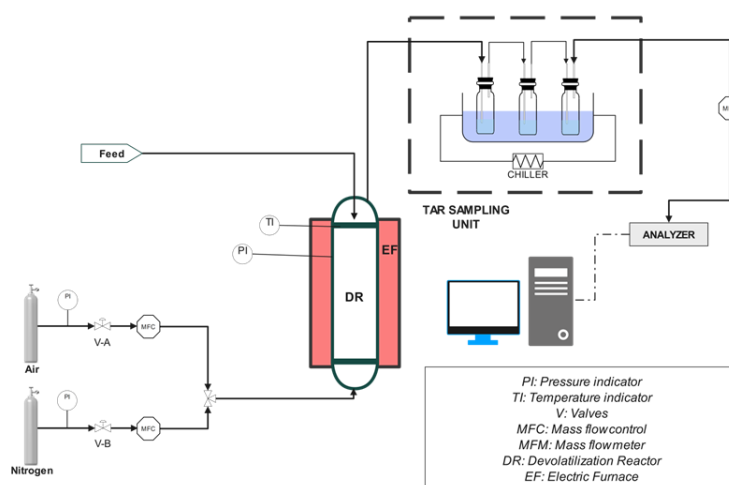 Feed
CHILLER
TAR SAMPLING
UNIT
ANALYZER
TI
PI
EF
DR
PI
MFC
V-A
Air
PI
MFC
V-B
Nitrogen
PI: Pressure indicator
TI: Temperature indicator
V: Valves
MFC: Mass flowcontrol
MFM: Mass flowmeter
DR: Devolatilization Reactor
EF: Electric Furnace